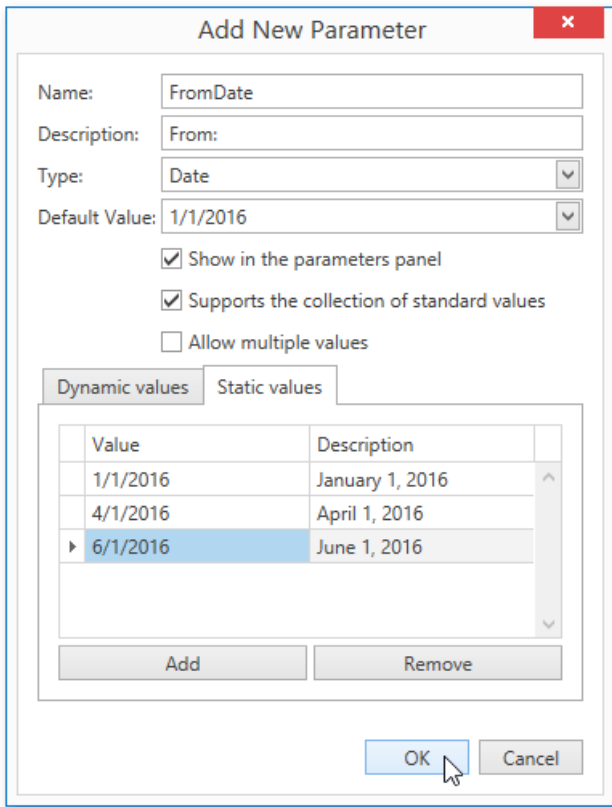 Add New Parameter
Name: FromDate
Description: From:
Type: Date
Default Value: 1/1/2016
Show in the parameters panel
Supports the collection of standard values
Allow multiple values
Dynamic values Static values
Value Description
1/1/2016 January 1, 2016
4/1/2016 April 1, 2016
6/1/2016 June 1, 2016
Add Remove
OK Cancel